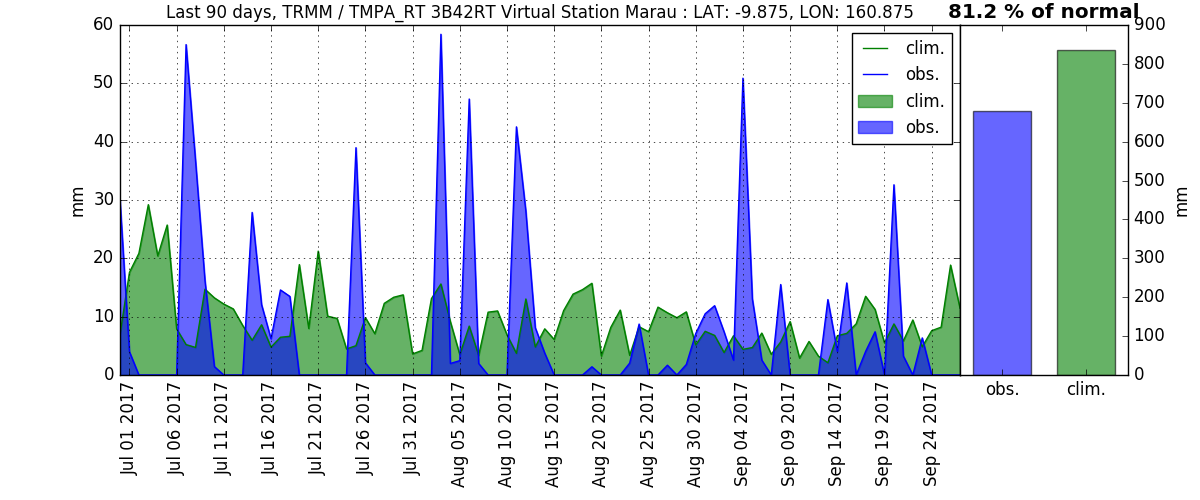 Last 90 days, TRMM / TMPA_RT 3B42RT Virtual Station Marau : LAT: -9.875, LON: 160.875
81.2 % of normal
60
50
40
30
20
10
0
mm
clim.
obs.
clim.
obs.
900
800
700
600
500
400
300
200
100
0
mm
Jul 01 2017
Jul 06 2017
Jul 11 2017
Jul 16 2017
Jul 21 2017
Jul 26 2017
Jul 31 2017
Aug 05 2017
Aug 10 2017
Aug 15 2017
Aug 20 2017
Aug 25 2017
Aug 30 2017
Sep 04 2017
Sep 09 2017
Sep 14 2017
Sep 19 2017
Sep 24 2017
obs.
clim.